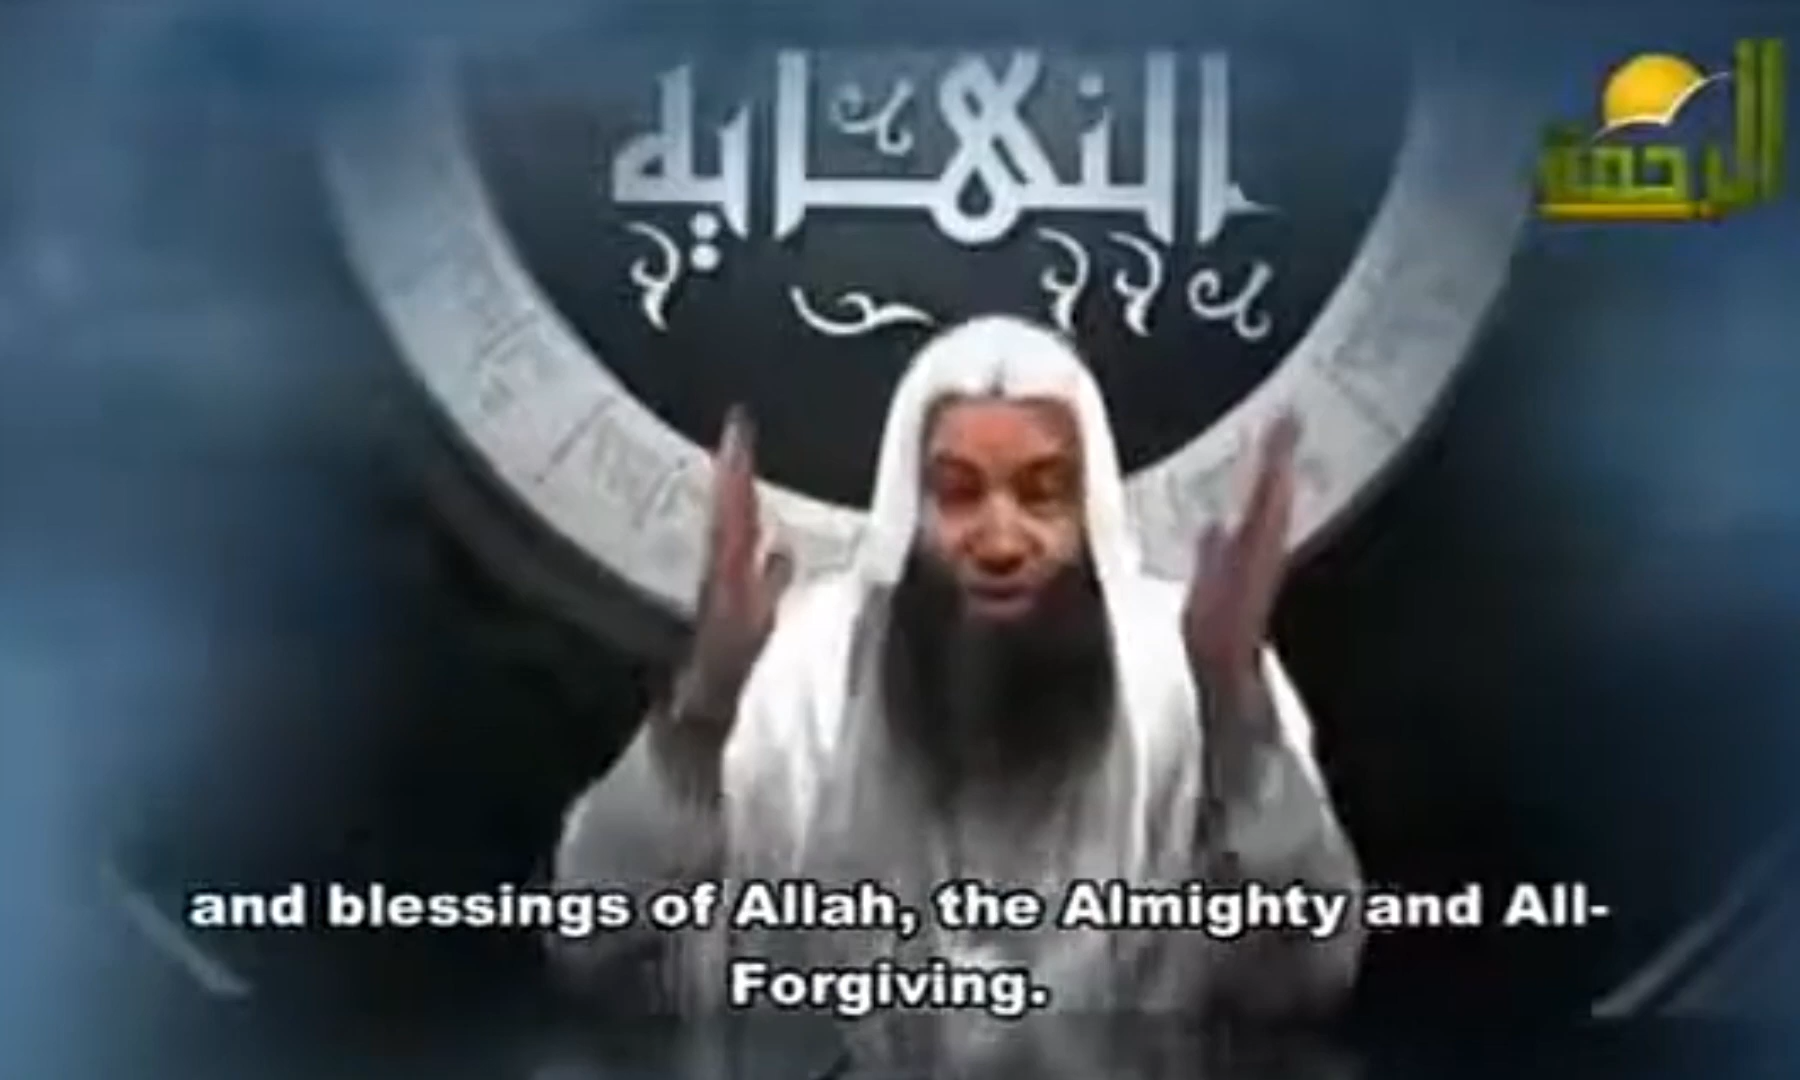 النهاية
الرحمة
and blessings of Allah, the Almighty and All-
Forgiving.